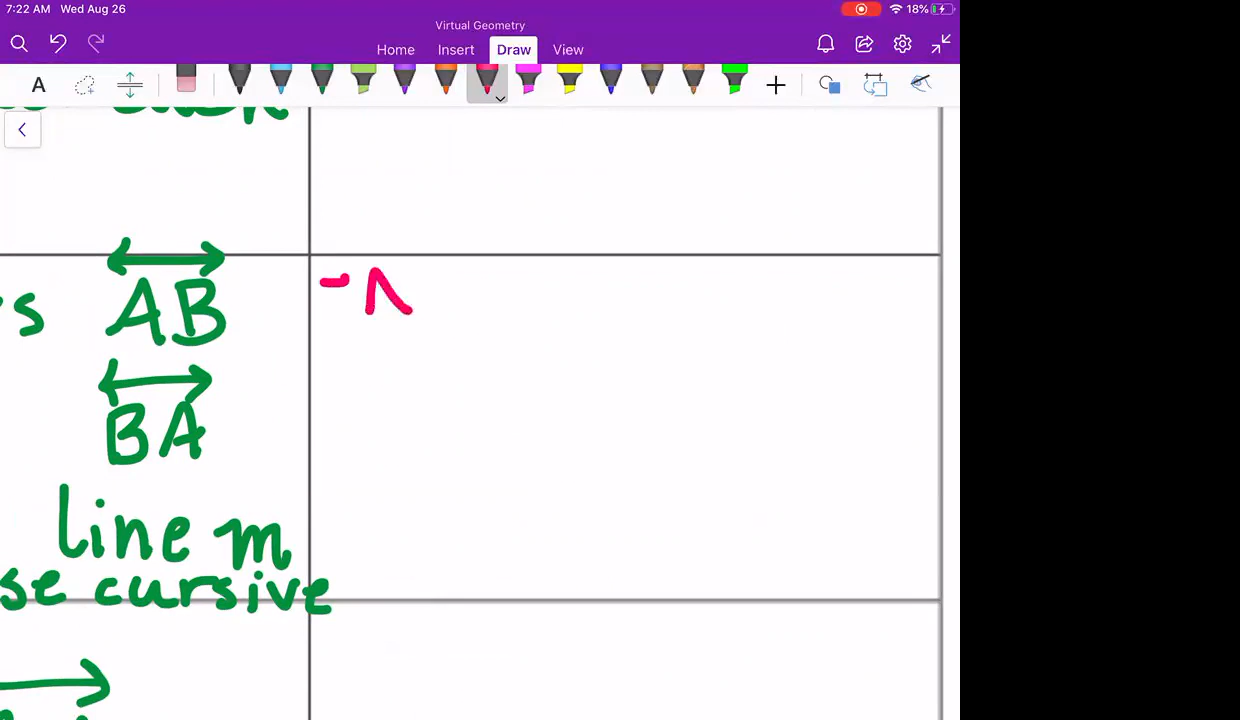 7:22 AM Wed Aug 26
18%
Virtual Geometry
Home Insert Draw View
A
s AB
BA
line m
se cursive